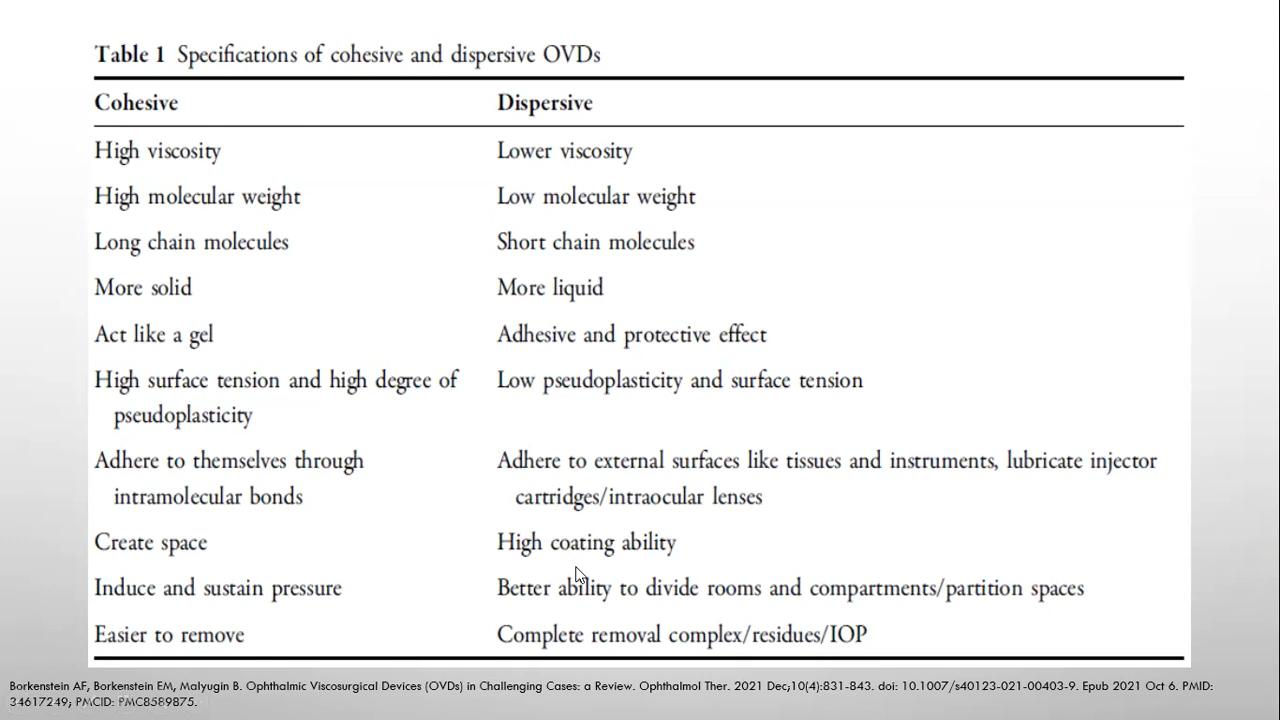 Table 1 Specifications of cohesive and dispersive OVDs
Cohesive Dispersive
High viscosity Lower viscosity
High molecular weight Low molecular weight
Long chain molecules Short chain molecules
More solid More liquid
Act like a gel Adhesive and protective effect
High surface tension and high degree of Low pseudoplasticity and surface tension
pseudoplasticity
Adhere to themselves through Adhere to external surfaces like tissues and instruments, lubricate injector
intramolecular bonds cartridges/intraocular lenses
Create space High coating ability
Induce and sustain pressure Better ability to divide rooms and compartments/partition spaces
Easier to remove Complete removal complex/residues/IOP
Borkenstein AF, Borkenstein EM, Malyugin B. Ophthalmic Viscosurgical Devices (OVDs) in Challenging Cases: a Review. Ophthalmol Ther. 2021 Dec;10(4):831-843. doi: 10.1007/s40123-021-00403-9. Epub 2021 Oct 6. PMID:
34617249; PMCID: PMC8589875.